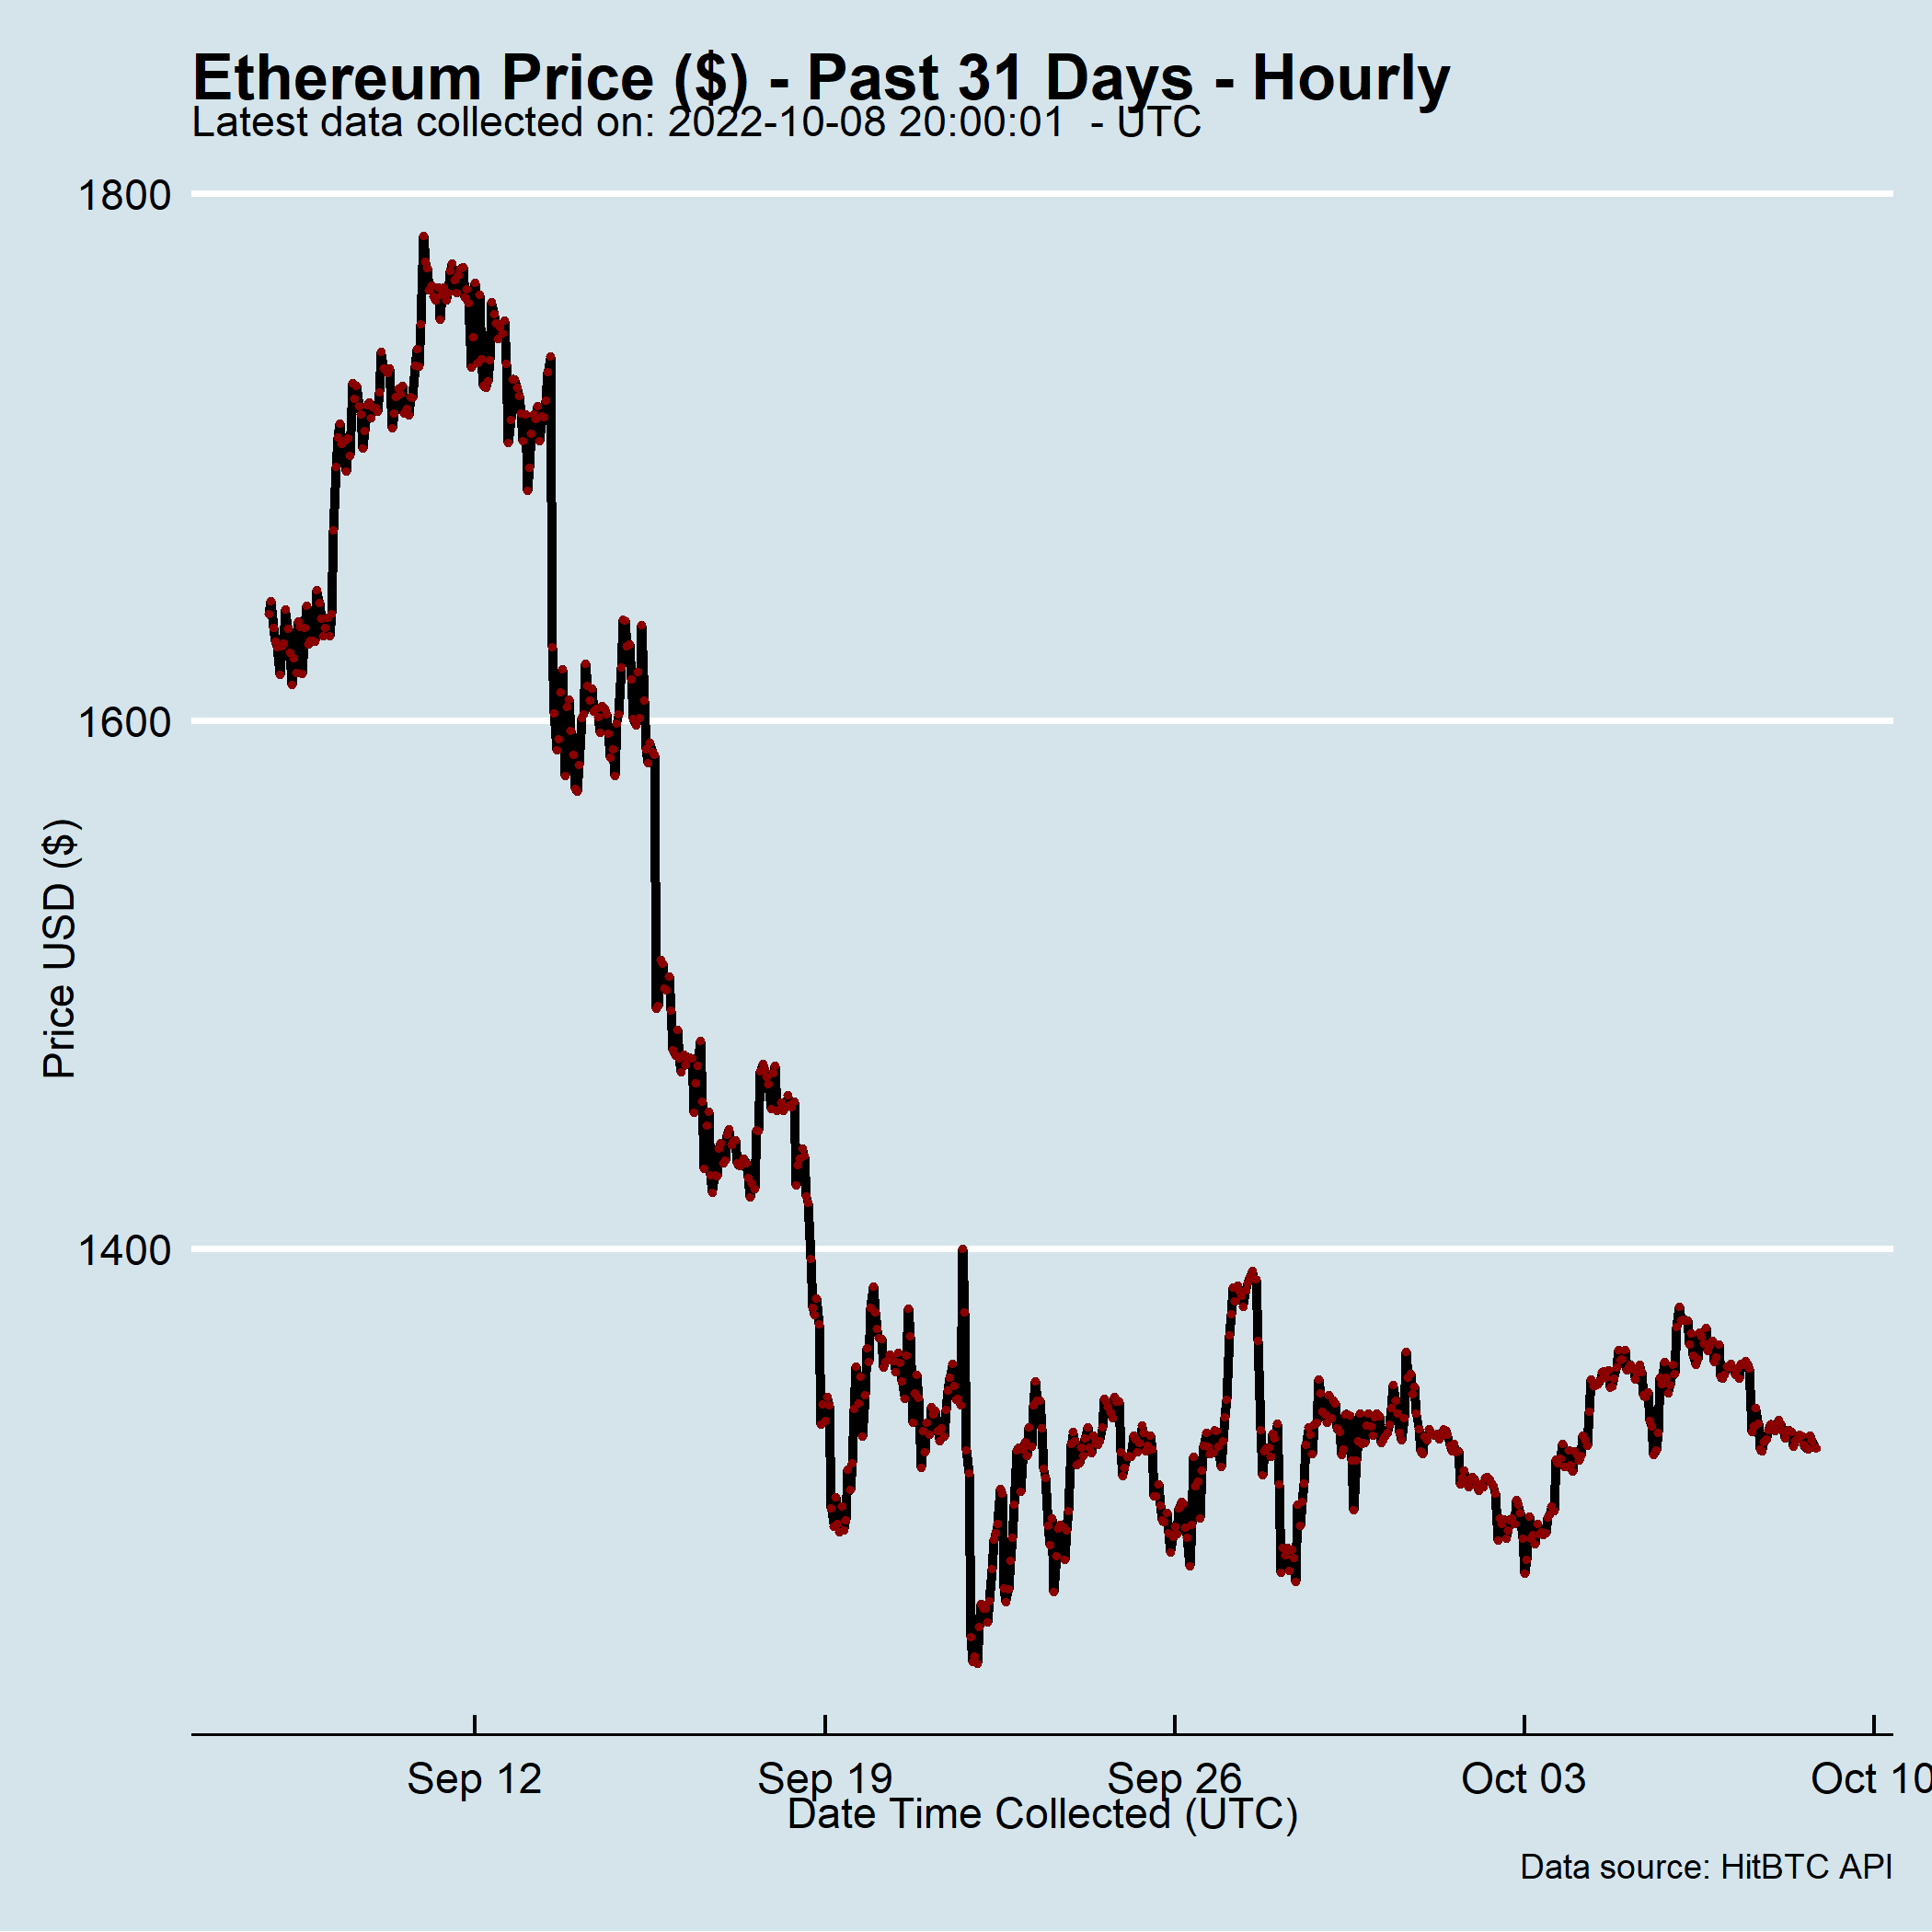 Ethereum Price ($) - Past 31 Days - Hourly
Latest data collected on: 2022-10-08 20:00:01  - UTC
1800
1600
1400
Price USD ($)
Sep 12 Sep 19 Sep 26 Oct 03 Oct 10
Date Time Collected (UTC)
Data source: HitBTC API